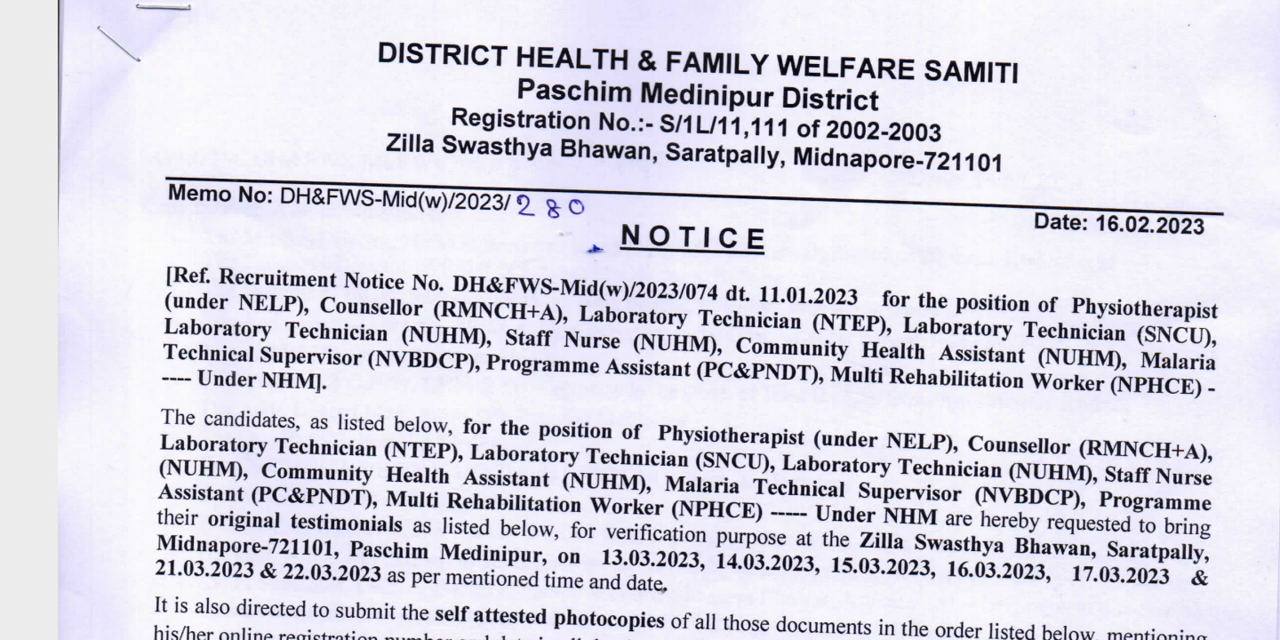 DISTRICT HEALTH & FAMILY WELFARE SAMITI
Paschim Medinipur District
Registration No.:- S/1L/11,111 of 2002-2003
Zilla Swasthya Bhawan, Saratpally, Midnapore-721101
Memo No: DH&FWS-Mid(w)/2023/ 280
Date: 16.02.2023
NOTICE
[Ref. Recruitment Notice No. DH&FWS-Mid(w)/2023/074 dt. 11.01.2023 for the position of Physiotherapist
(under NELP), Counsellor (RMNCH+A), Laboratory Technician (NTEP), Laboratory Technician (SNCU),
Laboratory Technician (NUHM), Staff Nurse (NUHM), Community Health Assistant (NUHM), Malaria
Technical Supervisor (NVBDCP), Programme Assistant (PC&PNDT), Multi Rehabilitation Worker (NPHCE) -
---- Under NHM].
The candidates, as listed below, for the position of Physiotherapist (under NELP), Counsellor (RMNCH+A),
Laboratory Technician (NTEP), Laboratory Technician (SNCU), Laboratory Technician (NUHM), Staff Nurse
(NUHM), Community Health Assistant (NUHM), Malaria Technical Supervisor (NVBDCP), Programme
Assistant (PC&PNDT), Multi Rehabilitation Worker (NPHCE) ----- Under NHM are hereby requested to bring
their original testimonials as listed below, for verification purpose at the Zilla Swasthya Bhawan, Saratpally,
Midnapore-721101, Paschim Medinipur, on 13.03.2023, 14.03.2023, 15.03.2023, 16.03.2023, 17.03.2023 &
21.03.2023 & 22.03.2023 as per mentioned time and date.
It is also directed to submit the self attested photocopies of all those documents in the order listed below, mentioning
his/her online registration number and